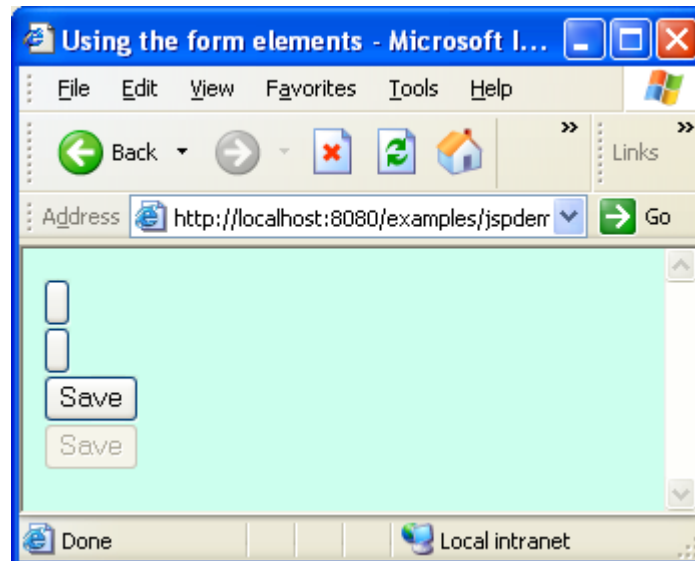 Using the form elements - Microsoft I...
File Edit View Favorites Tools Help
Back » Links »
Address http://localhost:8080/examples/jspdem Go
Save
Save
Done Local intranet